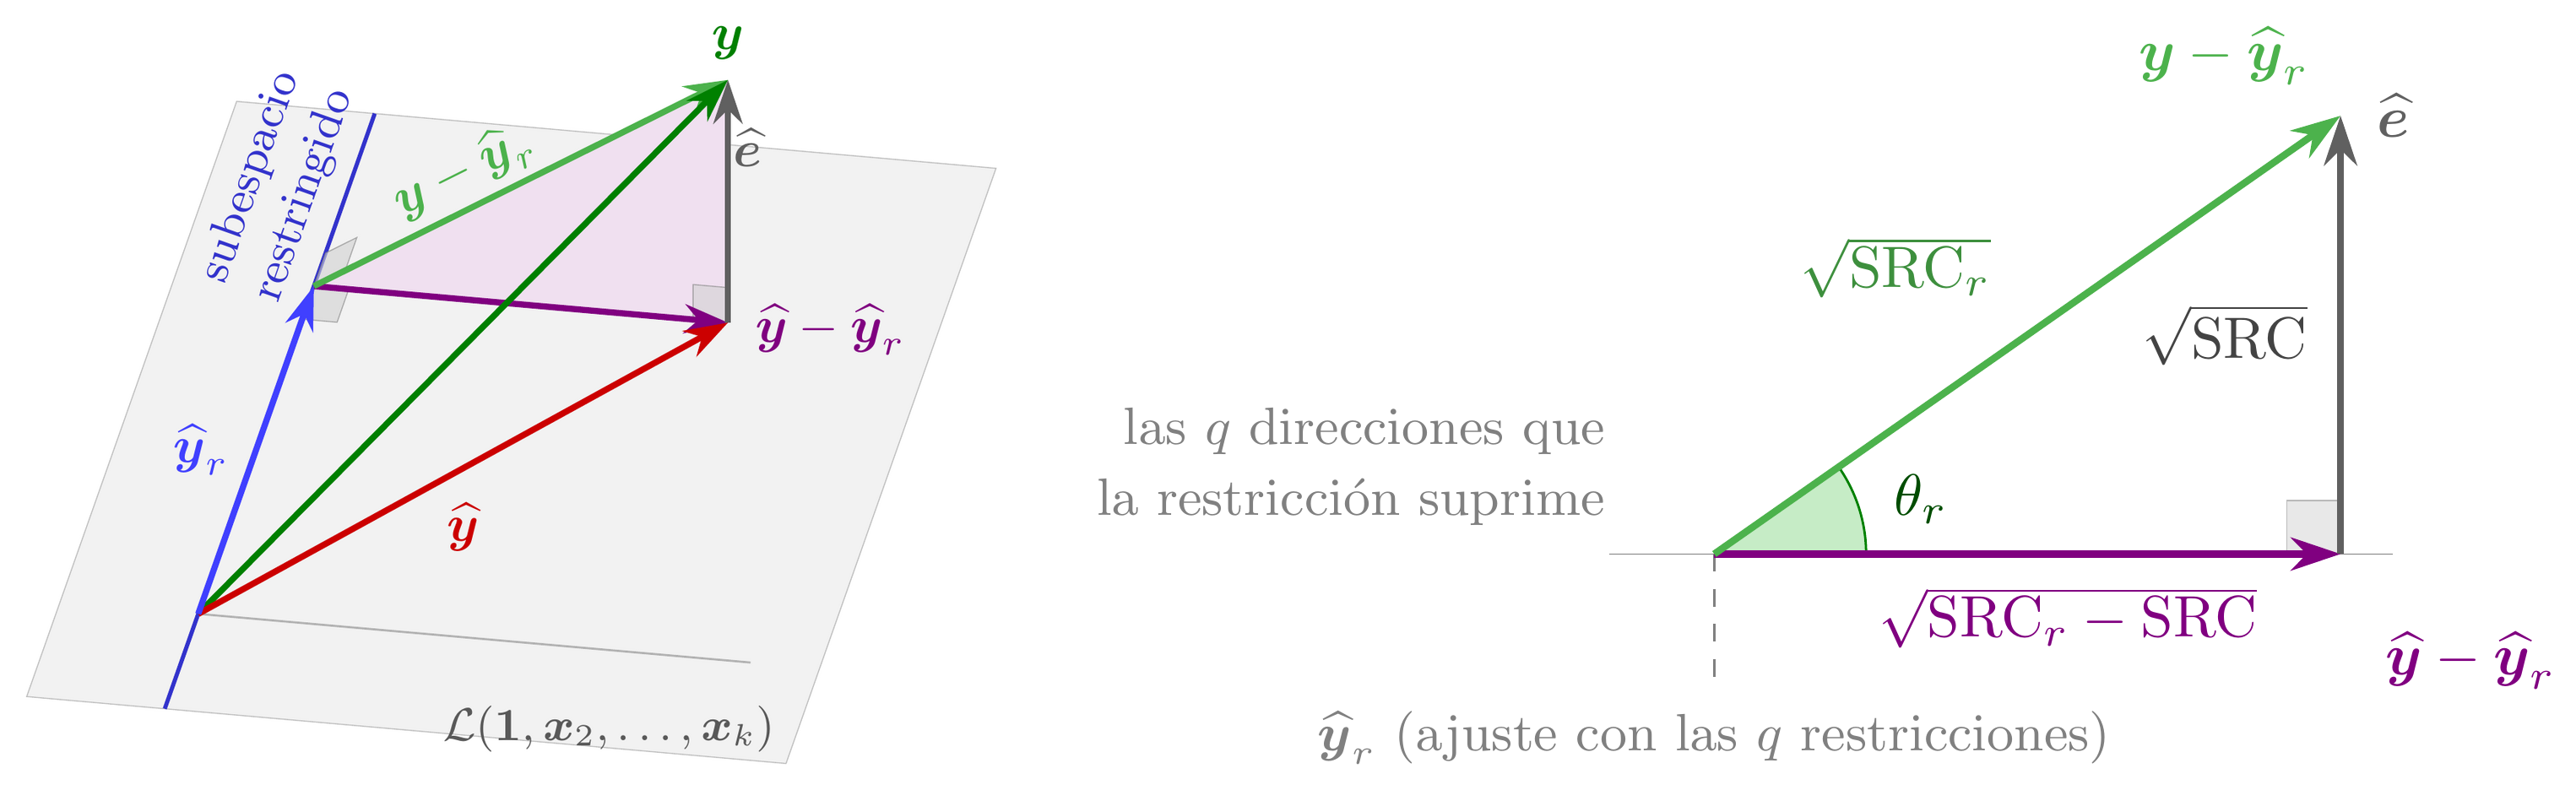 y
subespacio
restringido
y − ŷ_r
ê
ŷ − ŷ_r
ŷ_r
ŷ
ℒ(1, x_2, …, x_k)
y − ŷ_r
ê
√SRC_r
√SRC
las q direcciones que
la restricción suprime
θ_r
√(SRC_r − SRC)
ŷ − ŷ_r
ŷ_r (ajuste con las q restricciones)